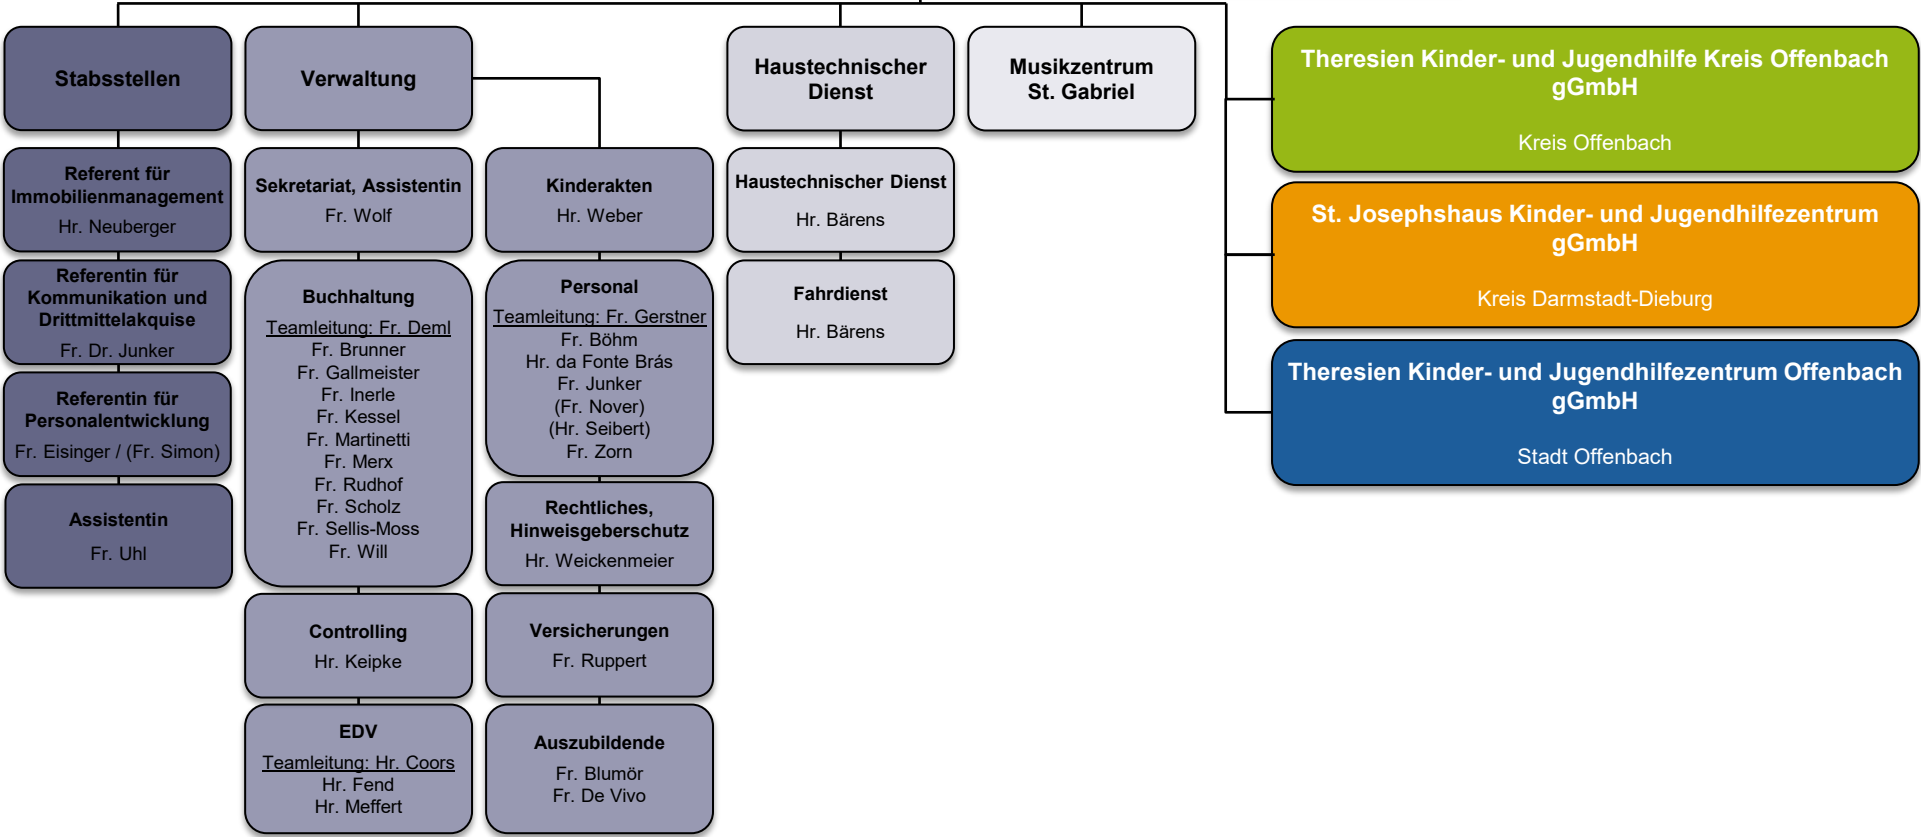 Stabsstellen
Referent für
Immobilienmanagement
Hr. Neuberger
Referentin für
Kommunikation und
Drittmittelakquise
Fr. Dr. Junker
Referentin für
Personalentwicklung
Fr. Eisinger / (Fr. Simon)
Assistentin
Fr. Uhl
Verwaltung
Sekretariat, Assistentin
Fr. Wolf
Buchhaltung
Teamleitung: Fr. Deml
Fr. Brunner
Fr. Gallmeister
Fr. Inerle
Fr. Kessel
Fr. Martinetti
Fr. Merx
Fr. Rudhof
Fr. Scholz
Fr. Sellis-Moss
Fr. Will
Controlling
Hr. Keipke
EDV
Teamleitung: Hr. Coors
Hr. Fend
Hr. Meffert
Kinderakten
Hr. Weber
Personal
Teamleitung: Fr. Gerstner
Fr. Böhm
Hr. da Fonte Brás
Fr. Junker
(Fr. Nover)
(Hr. Seibert)
Fr. Zorn
Rechtliches,
Hinweisgeberschutz
Hr. Weickenmeier
Versicherungen
Fr. Ruppert
Auszubildende
Fr. Blumör
Fr. De Vivo
Haustechnischer
Dienst
Haustechnischer Dienst
Hr. Bärens
Fahrdienst
Hr. Bärens
Musikzentrum
St. Gabriel
Theresien Kinder- und Jugendhilfe Kreis Offenbach
gGmbH
Kreis Offenbach
St. Josephshaus Kinder- und Jugendhilfezentrum
gGmbH
Kreis Darmstadt-Dieburg
Theresien Kinder- und Jugendhilfezentrum Offenbach
gGmbH
Stadt Offenbach